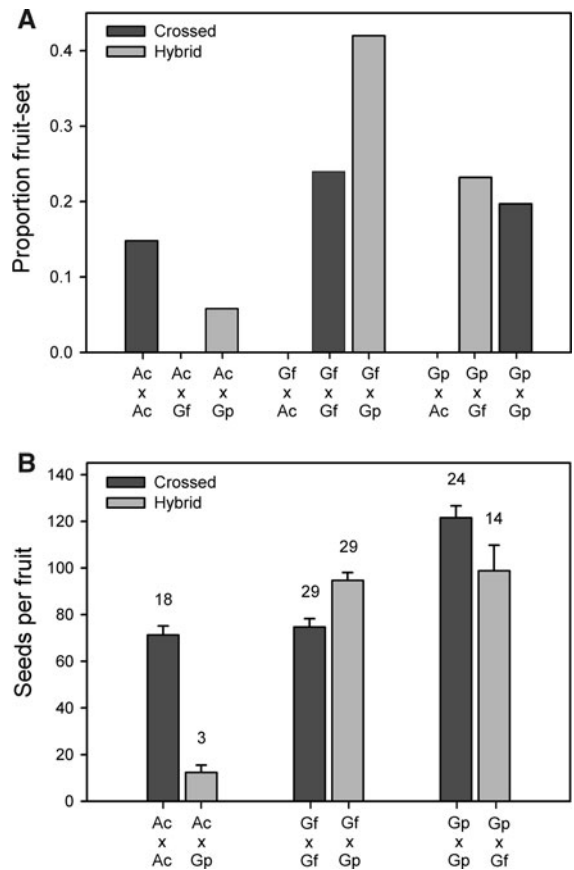 A
Crossed
Hybrid
Proportion fruit-set
0.4
0.3
0.2
0.1
0.0
Ac Ac Ac Gf Gf Gf Gp Gp Gp
x x x x x x x x x
Ac Gf Gp Ac Gf Gp Ac Gf Gp
B
Crossed
Hybrid
Seeds per fruit
140
120
100
80
60
40
20
0
18 3 29 29 24 14
Ac Ac Gf Gf Gp Gp
x x x x x x
Ac Gp Gf Gp Gp Gf